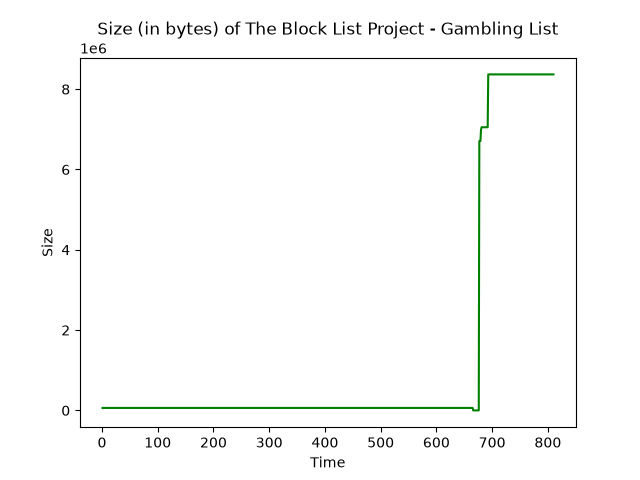 Size (in bytes) of The Block List Project - Gambling List
1e6
8
6
4
2
0
Size
0 100 200 300 400 500 600 700 800
Time